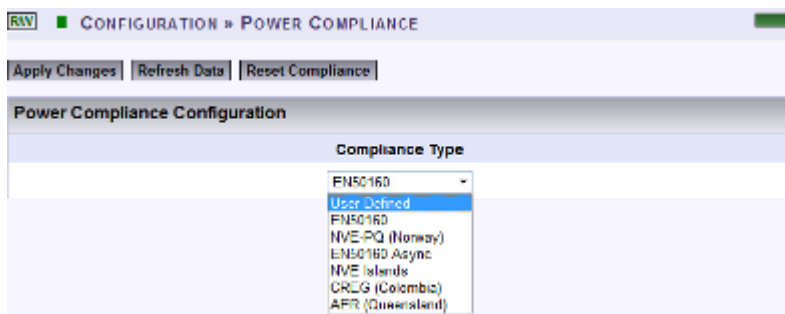 R/W CONFIGURATION » POWER COMPLIANCE
Apply Changes Refresh Data Reset Compliance
Power Compliance Configuration
Compliance Type
EN50160
User Defined
EN50160
NVE-PQ (Norway)
EN50160 Async
NVE Islands
CREG (Colombia)
AER (Queensland)